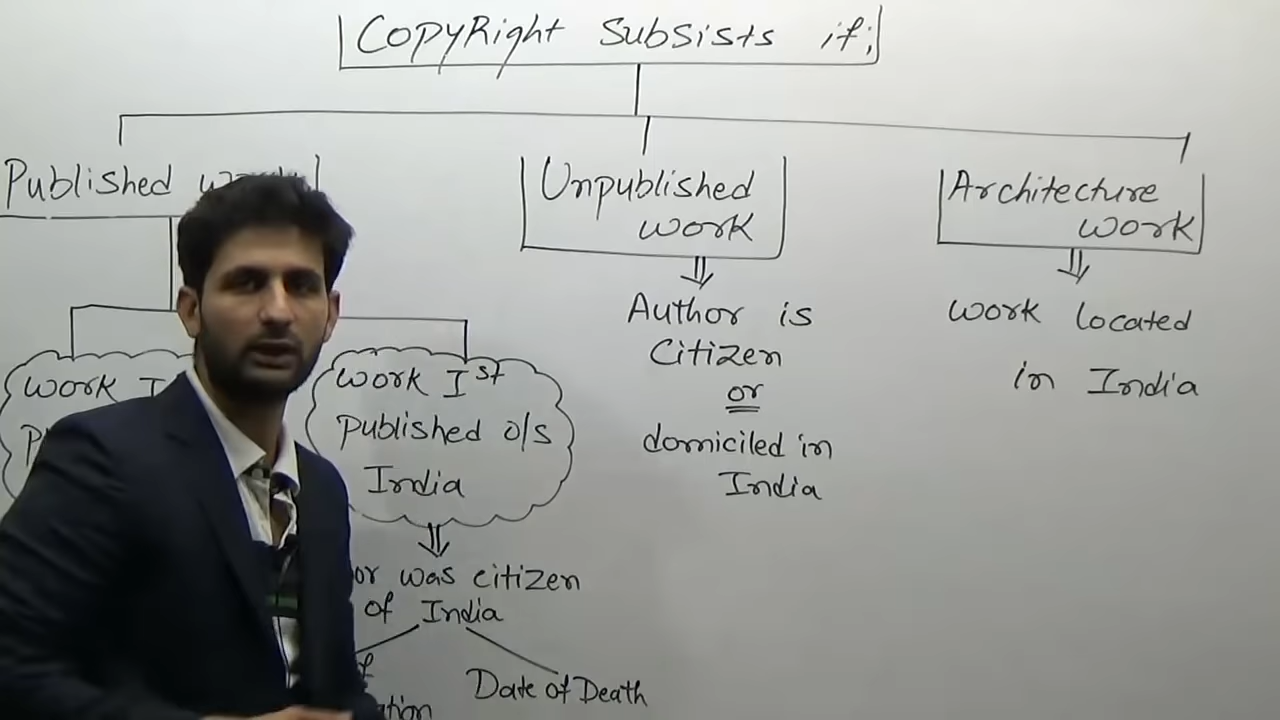 Copyright Subsists if;
Published
Unpublished
work
Architecture
work
Author is
Citizen
or
domiciled in
India
work located
in India
work
work Ist
published o/s
India
was citizen
of India
Date of Death